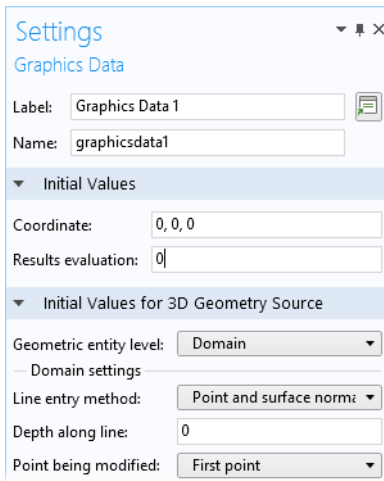 Settings
Graphics Data
Label: Graphics Data 1
Name: graphicsdata1
Initial Values
Coordinate: 0, 0, 0
Results evaluation: 0
Initial Values for 3D Geometry Source
Geometric entity level: Domain
Domain settings
Line entry method: Point and surface norma
Depth along line: 0
Point being modified: First point